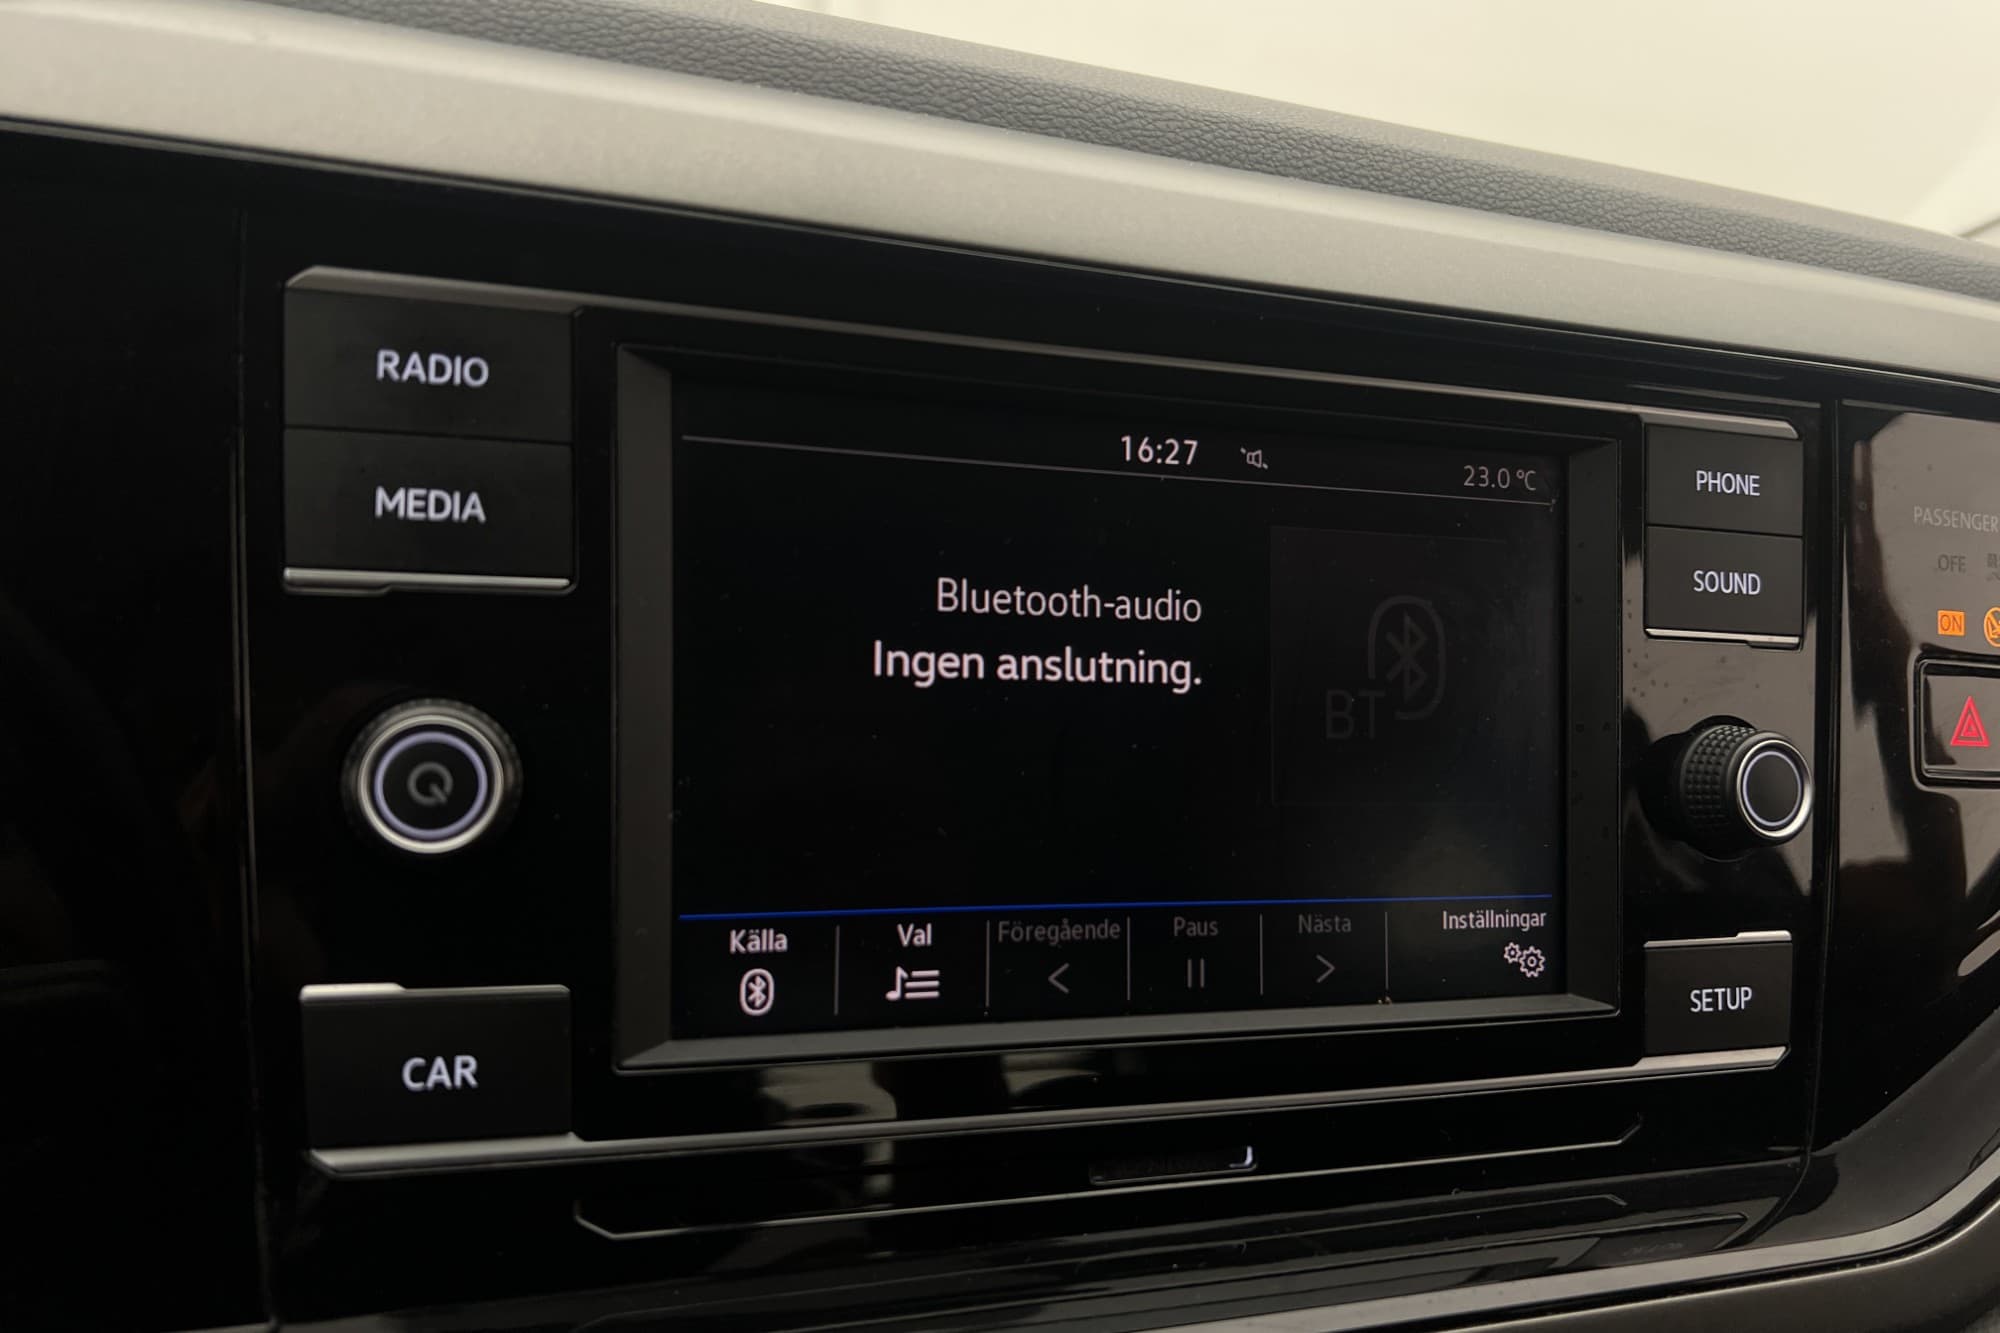 RADIO
MEDIA
CAR
16:27
23.0 °C
Bluetooth-audio
Ingen anslutning.
BT
Källa
Val
Föregående
Paus
Nästa
Inställningar
PHONE
SOUND
SETUP
PASSENGER
OFF
ON